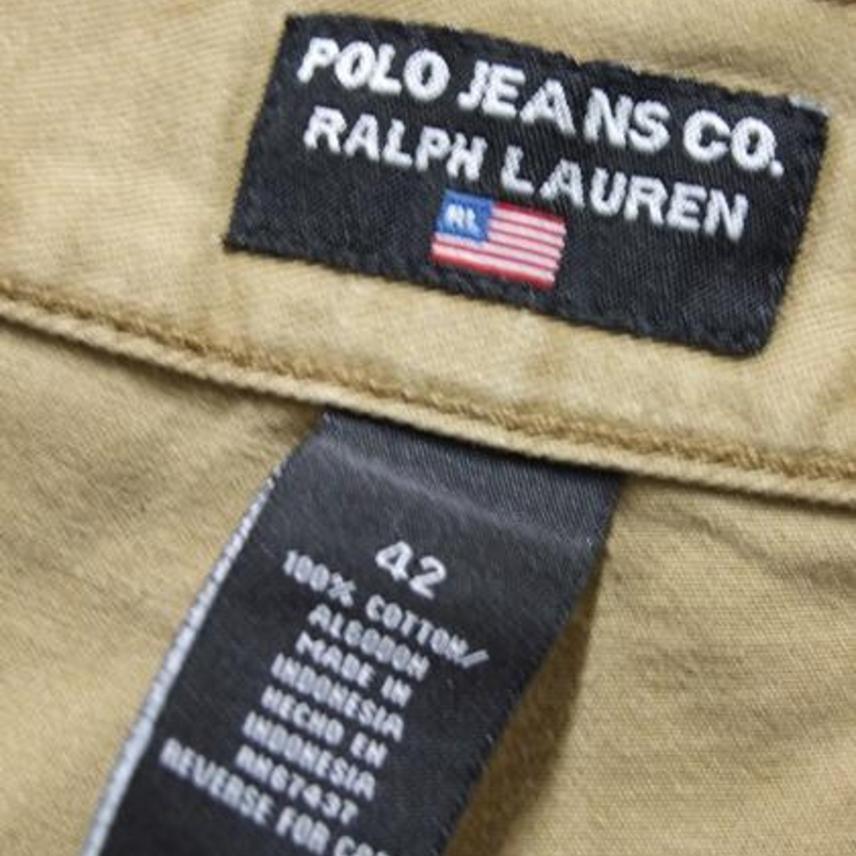 POLO JEANS CO.
RALPH LAUREN
RL
42
100% COTTON/
ALGODON
MADE IN
INDONESIA
HECHO EN
INDONESIA
RN67437
REVERSE FOR